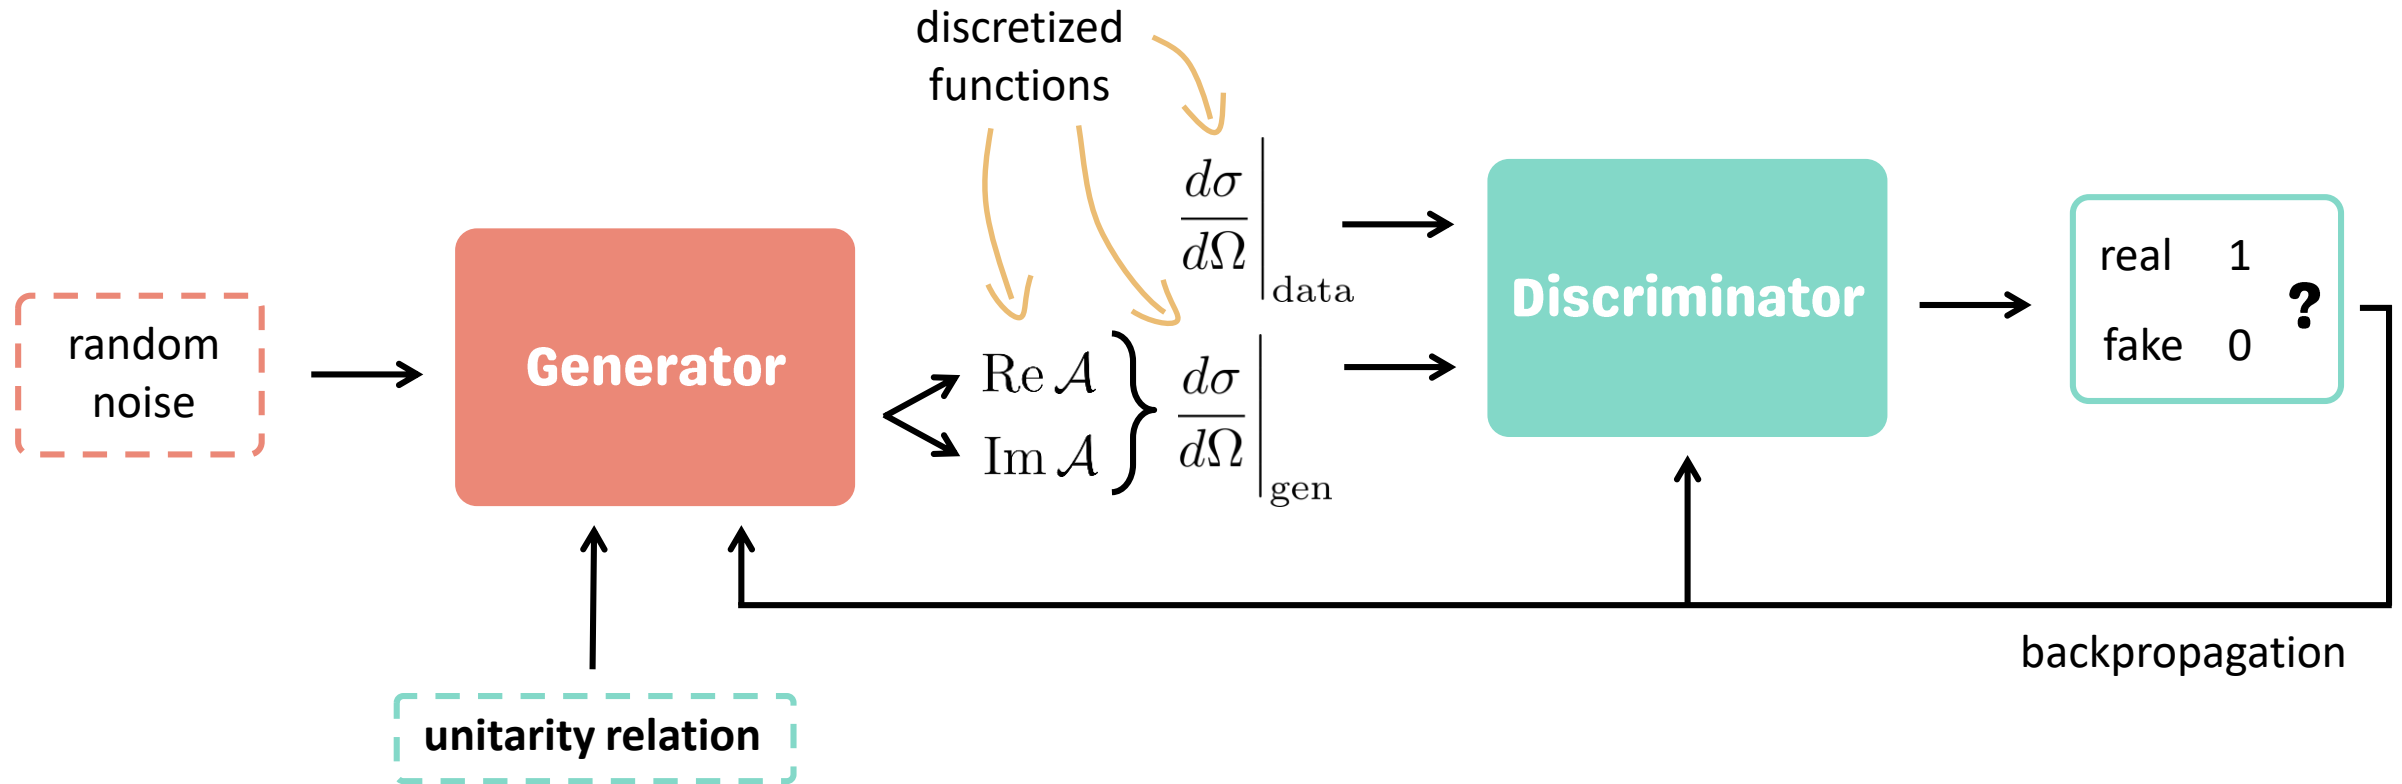 discretized
functions
dσ
dΩ
data
random
noise
Generator
Re 𝒜
Im 𝒜
dσ
dΩ
gen
Discriminator
real 1
fake 0
?
backpropagation
unitarity relation